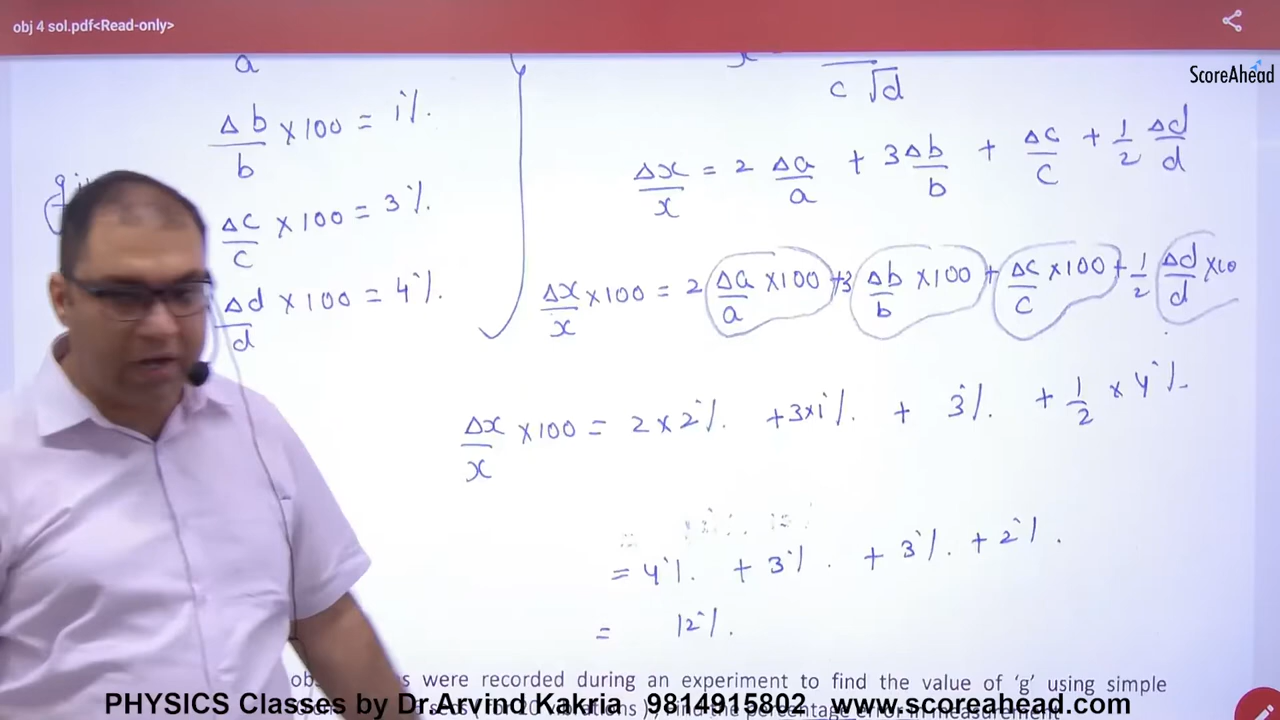 obj 4 sol.pdf<Read-only>
ScoreAhead
a
c √d
Δb/b × 100 = 1%.
Δx/x = 2 Δa/a + 3 Δb/b + Δc/c + 1/2 Δd/d
Δc/c × 100 = 3%.
Δd/d × 100 = 4%.
Δx/x × 100 = 2 Δa/a × 100 + 3 Δb/b × 100 + Δc/c × 100 + 1/2 Δd/d × 100
Δx/x × 100 = 2 × 2%. + 3×1%. + 3%. + 1/2 × 4%
= 4%. + 3%. + 3%. + 2%.
= 12%.
were recorded during an experiment to find the value of 'g' using simple
PHYSICS Classes by Dr.Arvind Kakria 9814915802 www.scoreahead.com